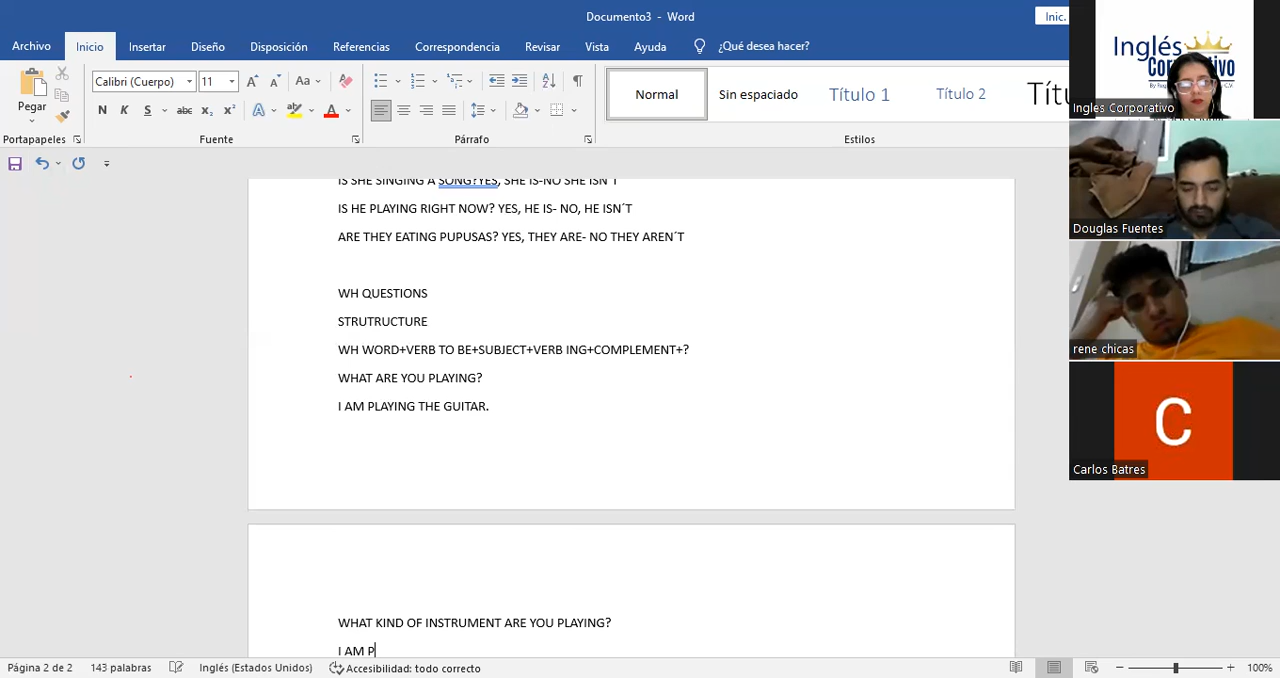 Documento3 - Word
Inic.
Archivo Inicio Insertar Diseño Disposición Referencias Correspondencia Revisar Vista Ayuda ¿Qué desea hacer?
Pegar
Calibri (Cuerpo) 11
Normal Sin espaciado Título 1 Título 2 Títu
Portapapeles Fuente Párrafo Estilos
IS SHE SINGING A SONG?YES, SHE IS-NO SHE ISN´T
IS HE PLAYING RIGHT NOW? YES, HE IS- NO, HE ISN´T
ARE THEY EATING PUPUSAS? YES, THEY ARE- NO THEY AREN´T
WH QUESTIONS
STRUTRUCTURE
WH WORD+VERB TO BE+SUBJECT+VERB ING+COMPLEMENT+?
WHAT ARE YOU PLAYING?
I AM PLAYING THE GUITAR.
WHAT KIND OF INSTRUMENT ARE YOU PLAYING?
I AM P
Página 2 de 2 143 palabras Inglés (Estados Unidos) Accesibilidad: todo correcto 100%
Inglés
Corporativo
Ingles Corporativo
Douglas Fuentes
rene chicas
C
Carlos Batres